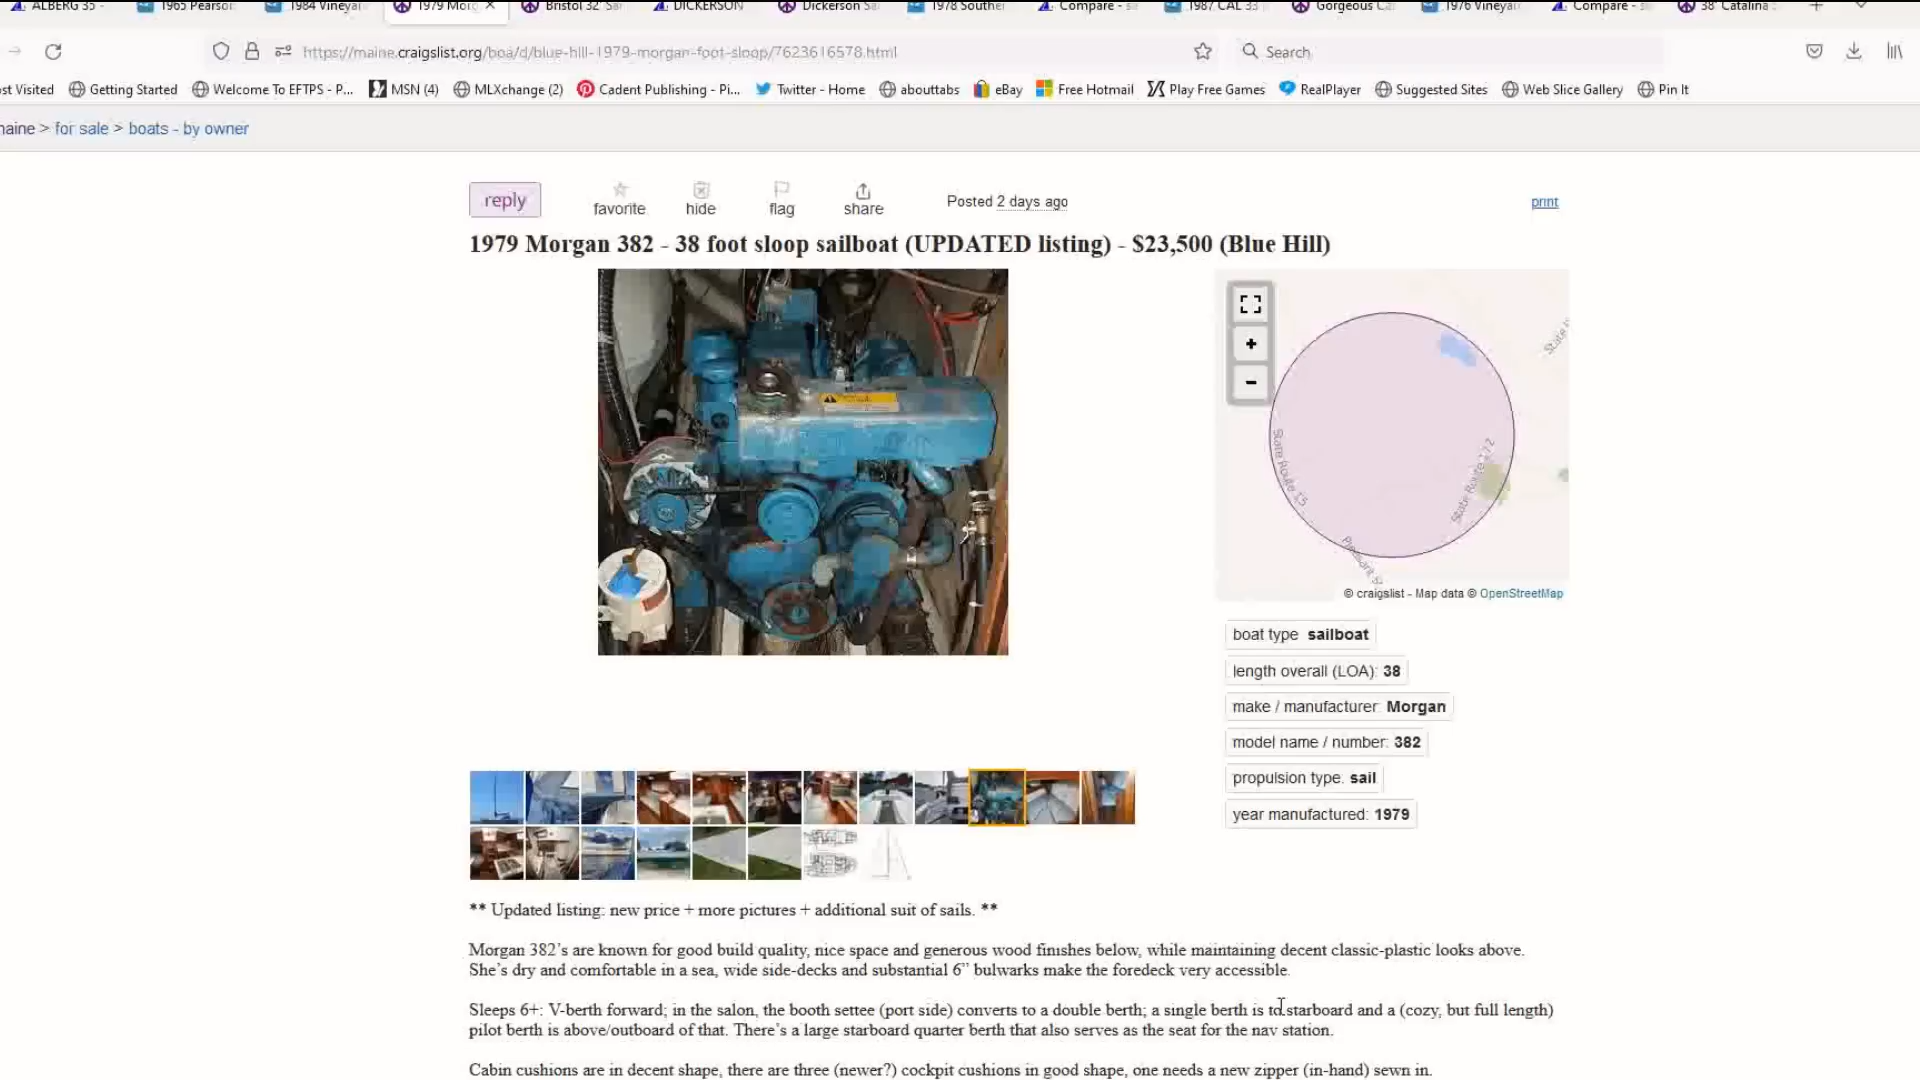 ALBERG 35 -
1965 Pearson
1984 Vineyar
1979 Morg
Bristol 32' Sa
DICKERSON
Dickerson Sa
1978 Souther
Compare - s
1987 CAL 33
Gorgeous Ca
1976 Vineyar
Compare - s
38' Catalina
https://maine.craigslist.org/boa/d/blue-hill-1979-morgan-foot-sloop/7623616578.html
Search
st Visited
Getting Started
Welcome To EFTPS - P...
MSN (4)
MLXchange (2)
Cadent Publishing - Pi...
Twitter - Home
abouttabs
eBay
Free Hotmail
Play Free Games
RealPlayer
Suggested Sites
Web Slice Gallery
Pin It
maine > for sale > boats - by owner
reply
favorite
hide
flag
share
Posted 2 days ago
print
1979 Morgan 382 - 38 foot sloop sailboat (UPDATED listing) - $23,500 (Blue Hill)
+
−
State Route 15
State Route 172
© craigslist - Map data © OpenStreetMap
boat type sailboat
length overall (LOA): 38
make / manufacturer: Morgan
model name / number: 382
propulsion type: sail
year manufactured: 1979
** Updated listing: new price + more pictures + additional suit of sails. **
Morgan 382’s are known for good build quality, nice space and generous wood finishes below, while maintaining decent classic-plastic looks above.
She’s dry and comfortable in a sea, wide side-decks and substantial 6” bulwarks make the foredeck very accessible.
Sleeps 6+: V-berth forward; in the salon, the booth settee (port side) converts to a double berth; a single berth is to starboard and a (cozy, but full length)
pilot berth is above/outboard of that. There’s a large starboard quarter berth that also serves as the seat for the nav station.
Cabin cushions are in decent shape, there are three (newer?) cockpit cushions in good shape, one needs a new zipper (in-hand) sewn in.